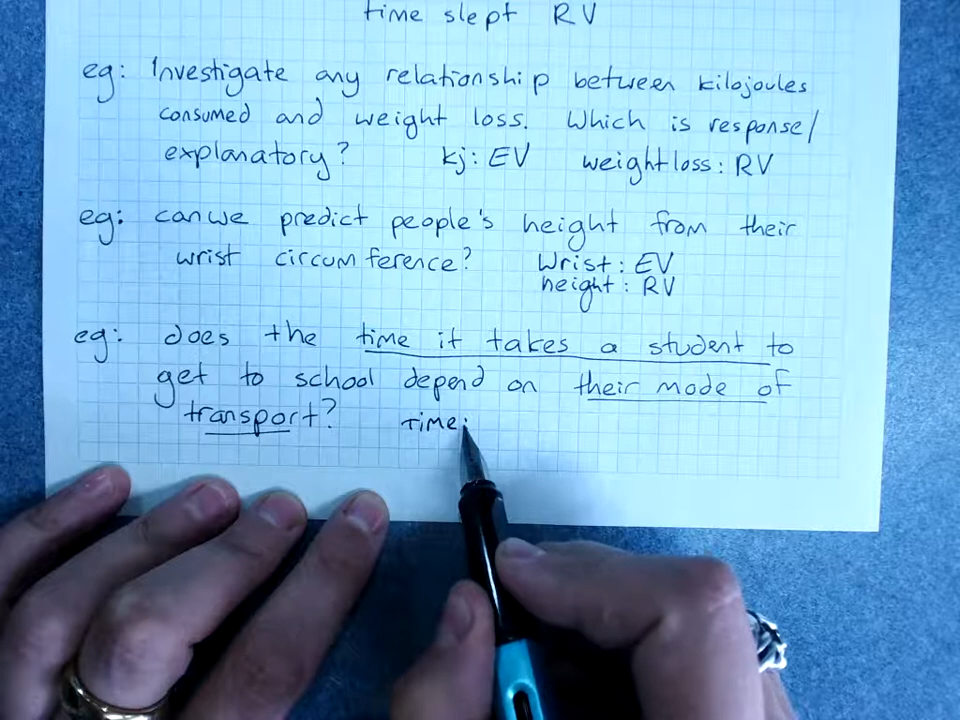 time slept RV
eg: Investigate any relationship between kilojoules
consumed and weight loss. Which is response/
explanatory? kj: EV weightloss: RV
eg: can we predict people's height from their
wrist circumference? Wrist: EV
height: RV
eg: does the time it takes a student to
get to school depend on their mode of
transport? Time: